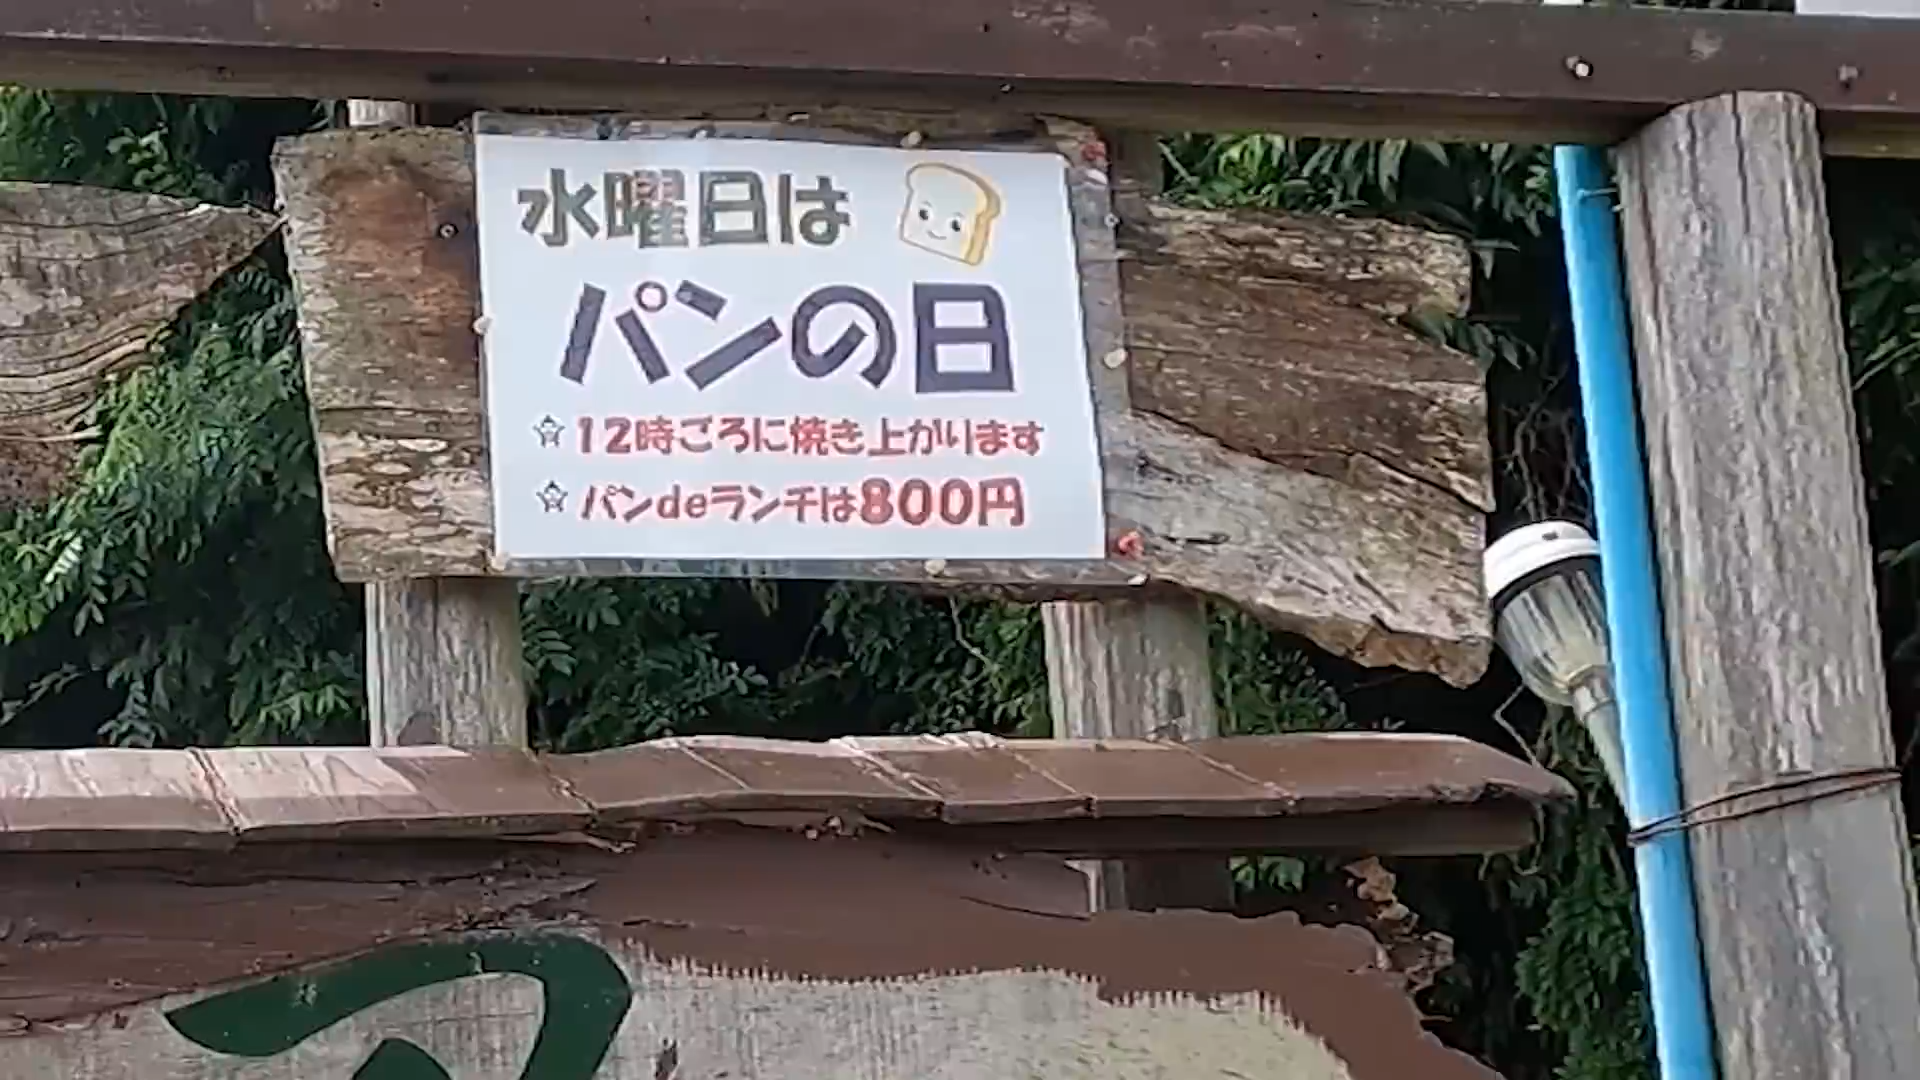 水曜日は
パンの日
☆12時ごろに焼き上がります
☆パンdeランチは800円